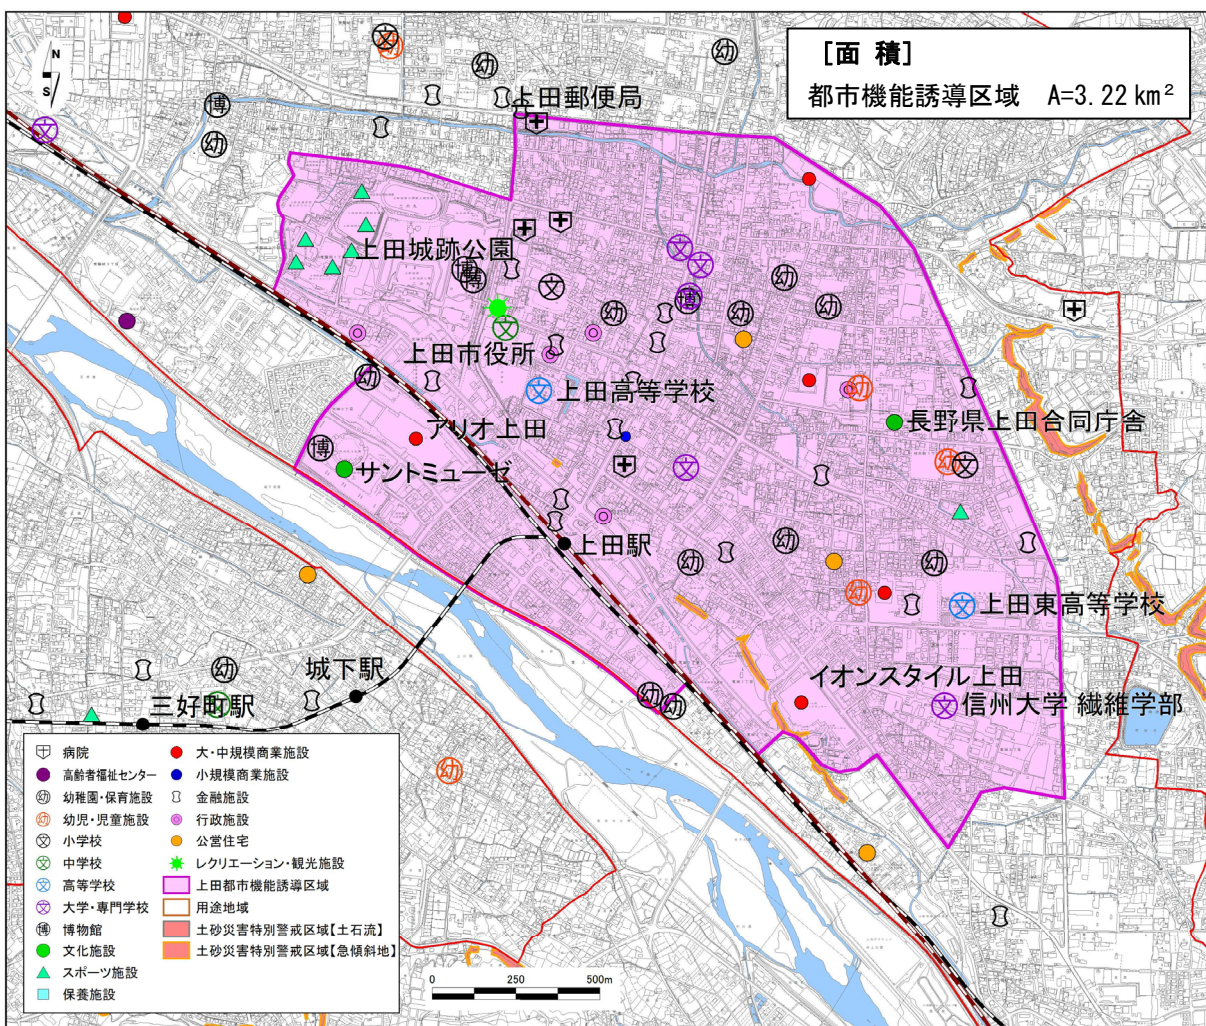 [面 積]
都市機能誘導区域 A=3.22㎢
N
S
上田郵便局
上田城跡公園
上田市役所
上田高等学校
アリオ上田
長野県上田合同庁舎
サントミューゼ
上田駅
上田東高等学校
イオンスタイル上田
信州大学 繊維学部
城下駅
三好町駅
病院
高齢者福祉センター
幼稚園・保育施設
幼児・児童施設
小学校
中学校
高等学校
大学・専門学校
博物館
文化施設
スポーツ施設
保養施設
大・中規模商業施設
小規模商業施設
金融施設
行政施設
公営住宅
レクリエーション・観光施設
上田都市機能誘導区域
用途地域
土砂災害特別警戒区域【土石流】
土砂災害特別警戒区域【急傾斜地】
0 250 500m